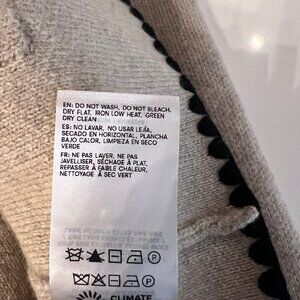 EN: DO NOT WASH, DO NOT BLEACH,
DRY FLAT, IRON LOW HEAT, GREEN
DRY CLEAN
ES: NO LAVAR, NO USAR LEJÍA,
SECADO EN HORIZONTAL, PLANCHA
BAJO CALOR, LIMPIEZA EN SECO
VERDE
FR: NE PAS LAVER, NE PAS
JAVELLISER, SÉCHAGE À PLAT,
REPASSER À FAIBLE CHALEUR,
NETTOYAGE À SEC VERT
CLIMATE